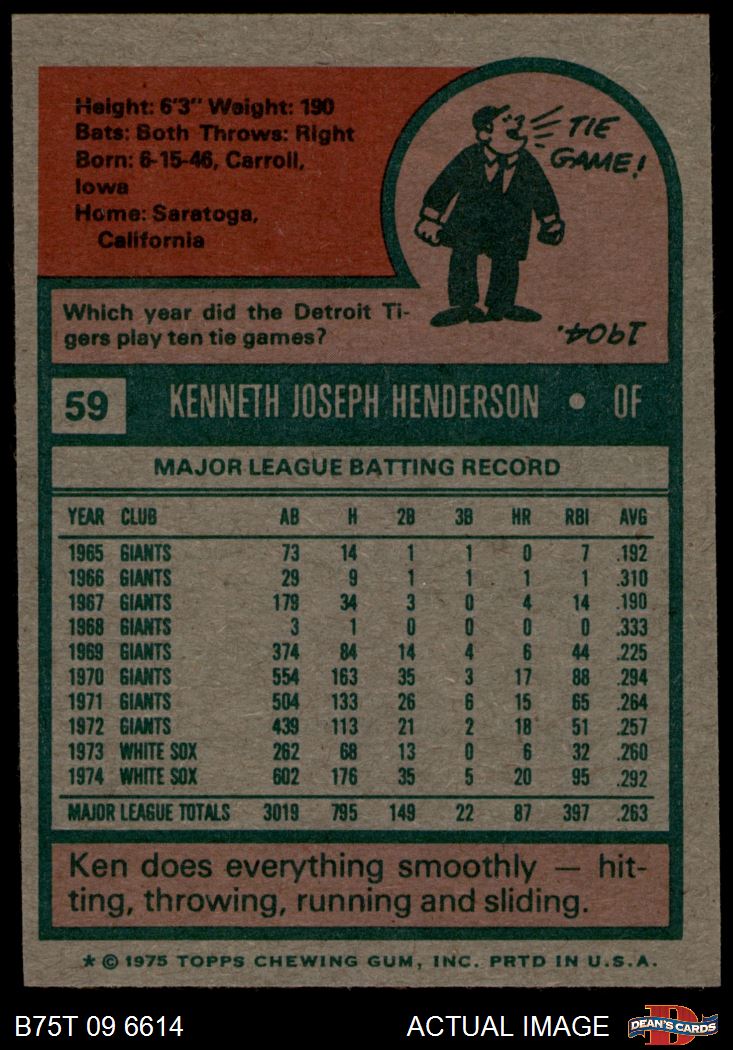 Height: 6'3" Weight: 190
Bats: Both Throws: Right
Born: 6-15-46, Carroll,
Iowa
Home: Saratoga,
California
TIE
GAME!
Which year did the Detroit Ti-
gers play ten tie games?
1904.
59 KENNETH JOSEPH HENDERSON • OF
MAJOR LEAGUE BATTING RECORD
YEAR CLUB AB H 2B 3B HR RBI AVG
1965 GIANTS 73 14 1 1 0 7 .192
1966 GIANTS 29 9 1 1 1 1 .310
1967 GIANTS 179 34 3 0 4 14 .190
1968 GIANTS 3 1 0 0 0 0 .333
1969 GIANTS 374 84 14 4 6 44 .225
1970 GIANTS 554 163 35 3 17 88 .294
1971 GIANTS 504 133 26 6 15 65 .264
1972 GIANTS 439 113 21 2 18 51 .257
1973 WHITE SOX 262 68 13 0 6 32 .260
1974 WHITE SOX 602 176 35 5 20 95 .292
MAJOR LEAGUE TOTALS 3019 795 149 22 87 397 .263
Ken does everything smoothly — hit-
ting, throwing, running and sliding.
* © 1975 TOPPS CHEWING GUM, INC. PRTD IN U.S.A.
B75T 09 6614 ACTUAL IMAGE
D
DEAN'S CARDS